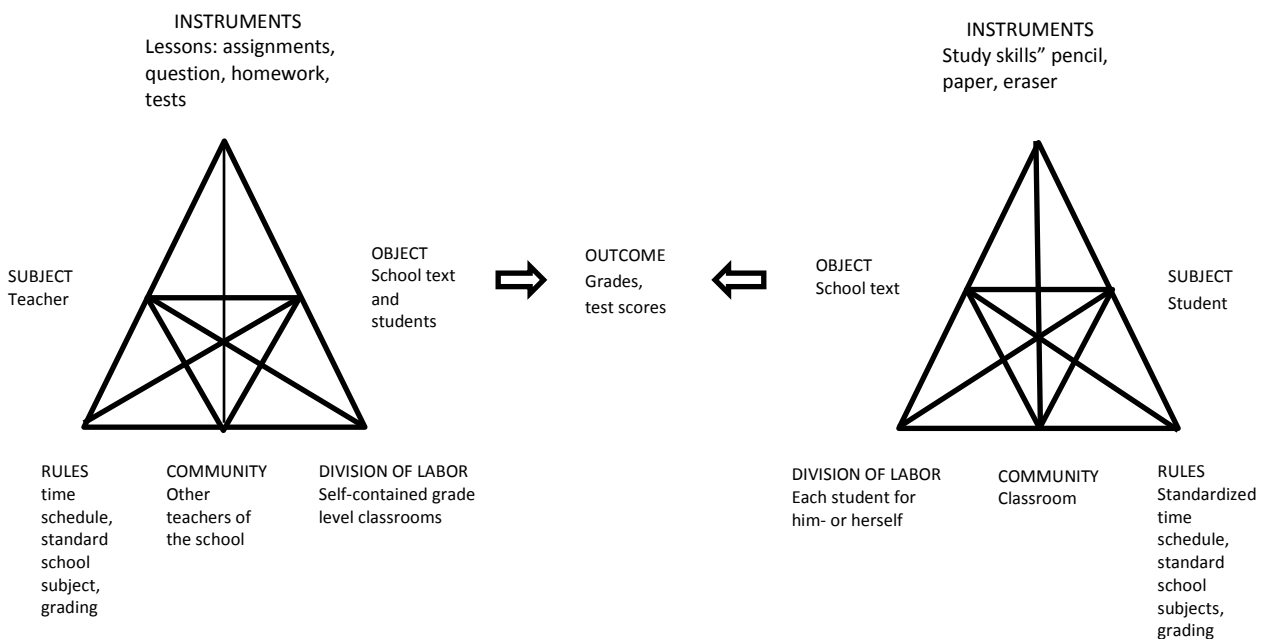 INSTRUMENTS
Lessons: assignments,
question, homework,
tests
INSTRUMENTS
Study skills” pencil,
paper, eraser
SUBJECT
Teacher
OBJECT
School text
and
students
OUTCOME
Grades,
test scores
OBJECT
School text
SUBJECT
Student
RULES
time
schedule,
standard
school
subject,
grading
COMMUNITY
Other
teachers of
the school
DIVISION OF LABOR
Self-contained grade
level classrooms
DIVISION OF LABOR
Each student for
him- or herself
COMMUNITY
Classroom
RULES
Standardized
time
schedule,
standard
school
subjects,
grading